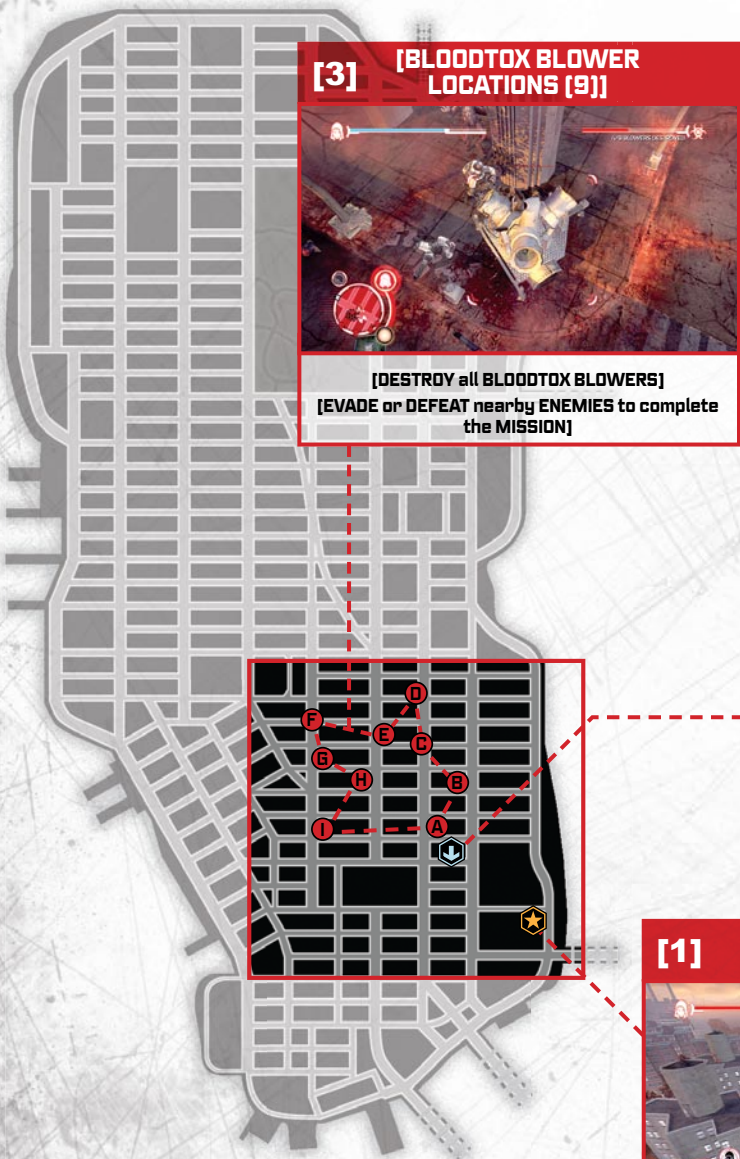 [3]
[BLOODTOX BLOWER
LOCATIONS (9)]
[DESTROY all BLOODTOX BLOWERS]
[EVADE or DEFEAT nearby ENEMIES to complete
the MISSION]
D
F
E
C
G
H
B
I
A
[1]